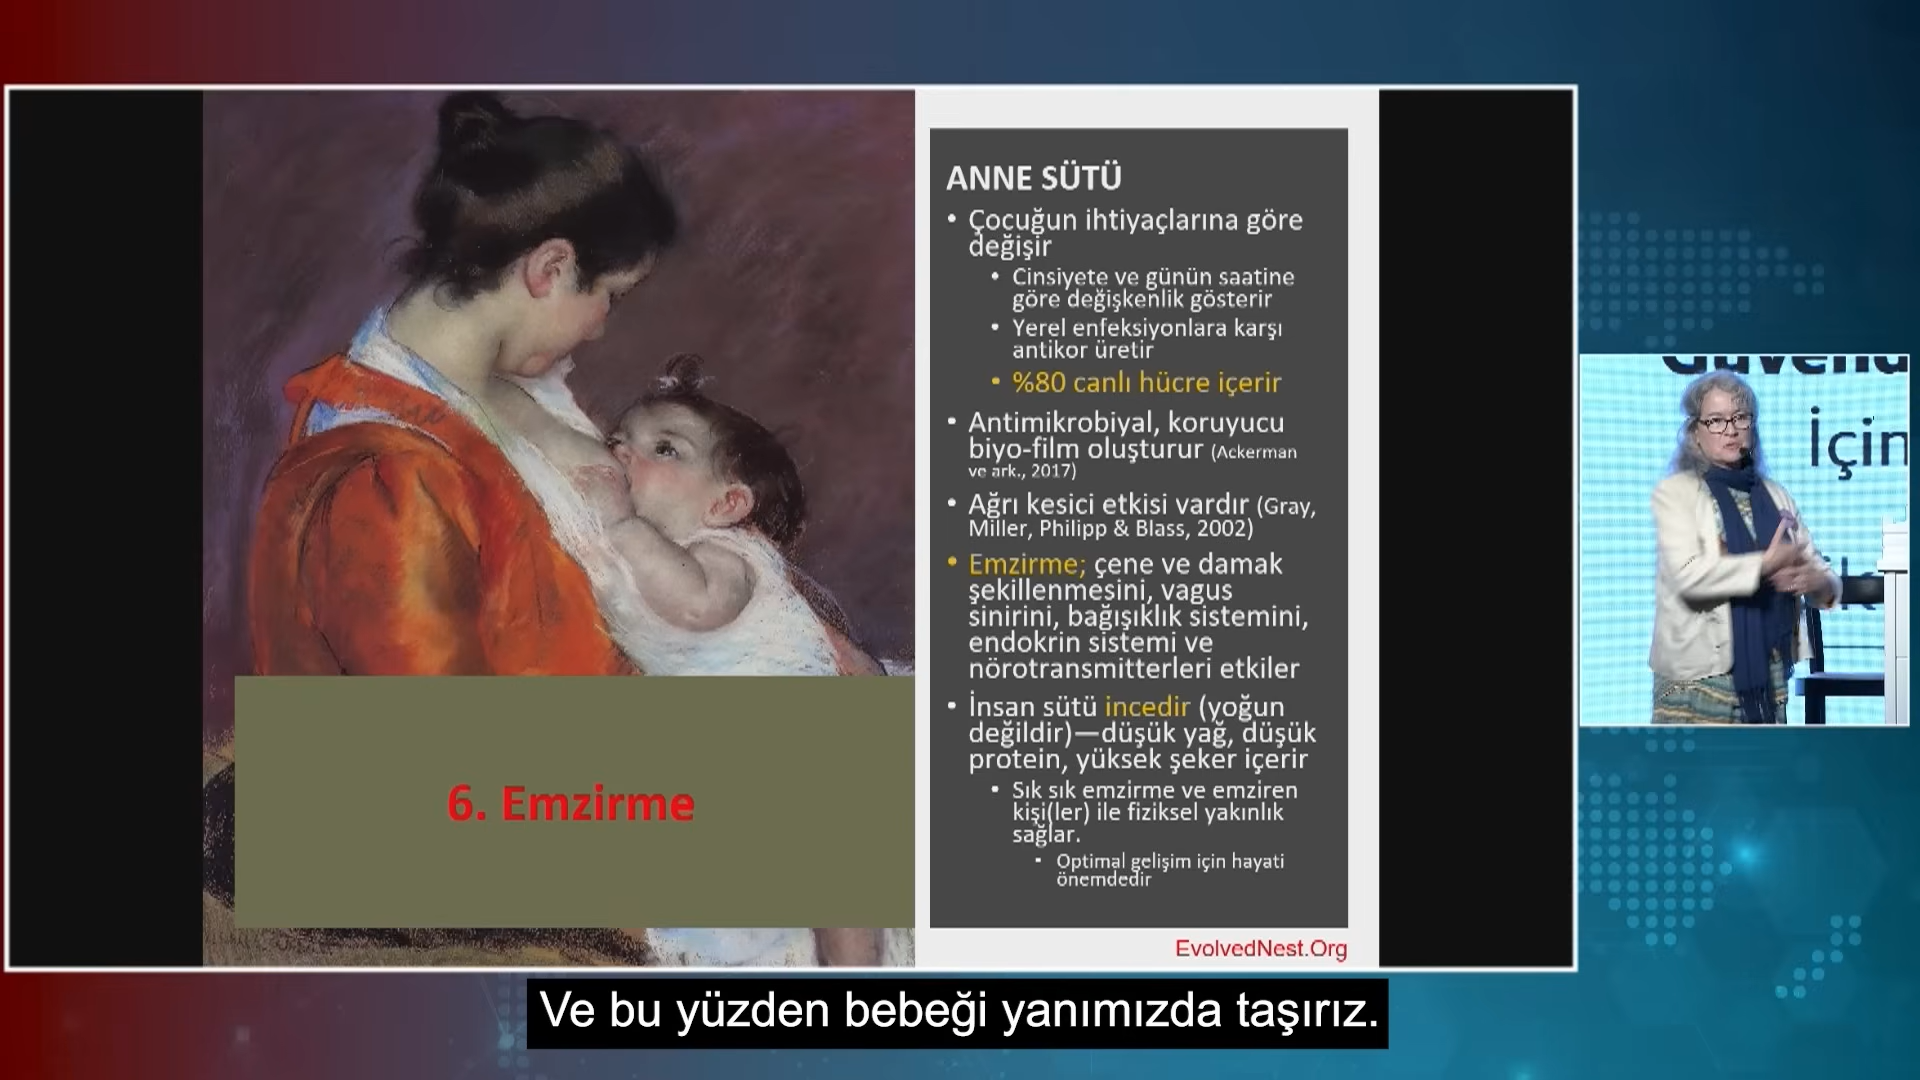 ANNE SÜTÜ
• Çocuğun ihtiyaçlarına göre
değişir
• Cinsiyete ve günün saatine
göre değişkenlik gösterir
• Yerel enfeksiyonlara karşı
antikor üretir
• %80 canlı hücre içerir
• Antimikrobiyal, koruyucu
biyo-film oluşturur (Ackerman
ve ark., 2017)
• Ağrı kesici etkisi vardır (Gray,
Miller, Philipp & Blass, 2002)
• Emzirme; çene ve damak
şekillenmesini, vagus
sinirini, bağışıklık sistemini,
endokrin sistemi ve
nörotransmitterleri etkiler
• İnsan sütü incedir (yoğun
değildir)—düşük yağ, düşük
protein, yüksek şeker içerir
• Sık sık emzirme ve emziren
kişi(ler) ile fiziksel yakınlık
sağlar.
▪ Optimal gelişim için hayati
önemdedir
6. Emzirme
EvolvedNest.Org
İçin
Ve bu yüzden bebeği yanımızda taşırız.